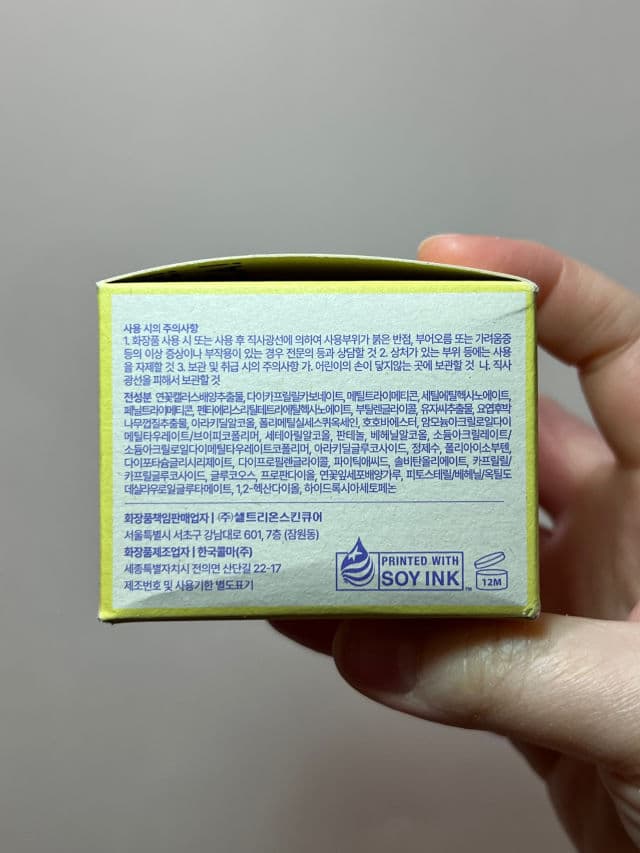 사용 시의 주의사항
1. 화장품 사용 시 또는 사용 후 직사광선에 의하여 사용부위가 붉은 반점, 부어오름 또는 가려움증
등의 이상 증상이나 부작용이 있는 경우 전문의 등과 상담할 것 2. 상처가 있는 부위 등에는 사용
을 자제할 것 3. 보관 및 취급 시의 주의사항 가. 어린이의 손이 닿지않는 곳에 보관할 것 나. 직사
광선을 피해서 보관할 것
전성분 연꽃캘러스배양추출물,다이카프릴릴카보네이트, 메틸트라이메티콘, 세틸에틸헥사노에이트,
페닐트라이메티콘, 펜타에리스리틸테트라에틸헥사노에이트, 부틸렌글라이콜, 유자씨추출물, 요엽후박
나무껍질추출물, 아라키딜알코올, 폴리메틸실세스퀴옥세인, 호호바에스터, 암모늄아크릴로일다이
메틸타우레이트/브이피코폴리머, 세테아릴알코올, 판테놀, 베헤닐알코올, 소듐아크릴레이트/
소듐아크릴로일다이메틸타우레이트코폴리머, 아라키딜글루코사이드, 정제수, 폴리아이소부텐,
다이포타슘글리시리제이트, 다이프로필렌글라이콜, 파이틱애씨드, 솔비탄올리에이트, 카프릴릴/
카프릴글루코사이드, 글루코오스, 프로판다이올, 연꽃잎세포배양가루, 피토스테릴/베헤닐/옥틸도
데실라우로일글루타메이트, 1,2-헥산다이올, 하이드록시아세토페논
화장품책임판매업자 | (주)셀트리온스킨큐어
서울특별시 서초구 강남대로 601, 7층 (잠원동)
화장품제조업자 | 한국콜마(주)
세종특별자치시 전의면 산단길 22-17
제조번호 및 사용기한 별도표기
PRINTED WITH
SOY INK
TM
12M